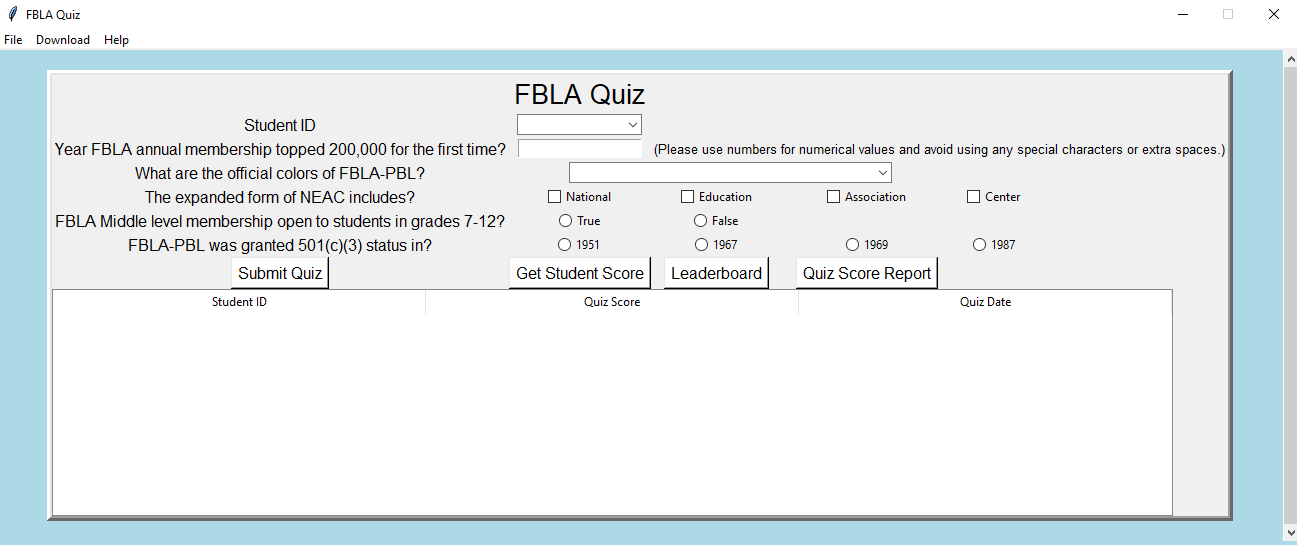 FBLA Quiz
File Download Help
FBLA Quiz
Student ID
Year FBLA annual membership topped 200,000 for the first time? (Please use numbers for numerical values and avoid using any special characters or extra spaces.)
What are the official colors of FBLA-PBL?
The expanded form of NEAC includes? National Education Association Center
FBLA Middle level membership open to students in grades 7-12? True False
FBLA-PBL was granted 501(c)(3) status in? 1951 1967 1969 1987
Submit Quiz Get Student Score Leaderboard Quiz Score Report
Student ID Quiz Score Quiz Date